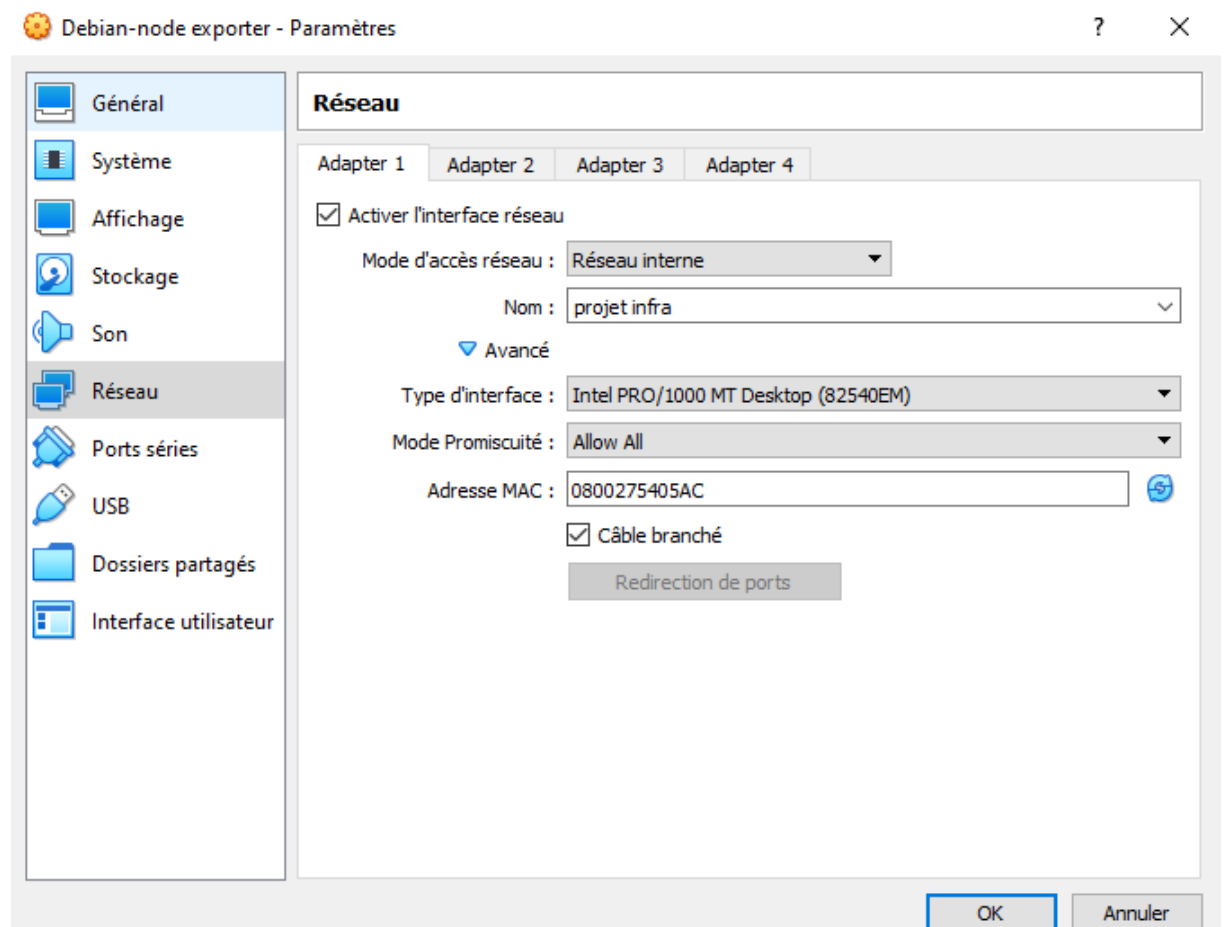 Debian-node exporter - Paramètres ?
Général
Système
Affichage
Stockage
Son
Réseau
Ports séries
USB
Dossiers partagés
Interface utilisateur
Réseau
Adapter 1 Adapter 2 Adapter 3 Adapter 4
Activer l'interface réseau
Mode d'accès réseau : Réseau interne
Nom : projet infra
Avancé
Type d'interface : Intel PRO/1000 MT Desktop (82540EM)
Mode Promiscuité : Allow All
Adresse MAC : 0800275405AC
Câble branché
Redirection de ports
OK Annuler